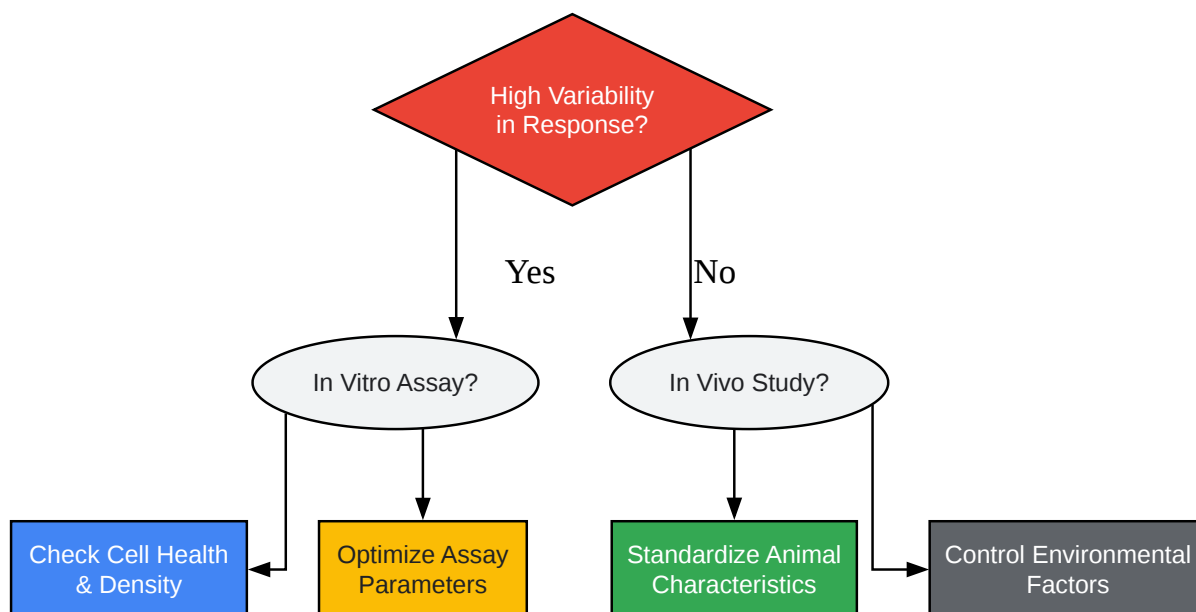 High Variability
in Response?
Yes
No
In Vitro Assay?
In Vivo Study?
Check Cell Health
& Density
Optimize Assay
Parameters
Standardize Animal
Characteristics
Control Environmental
Factors